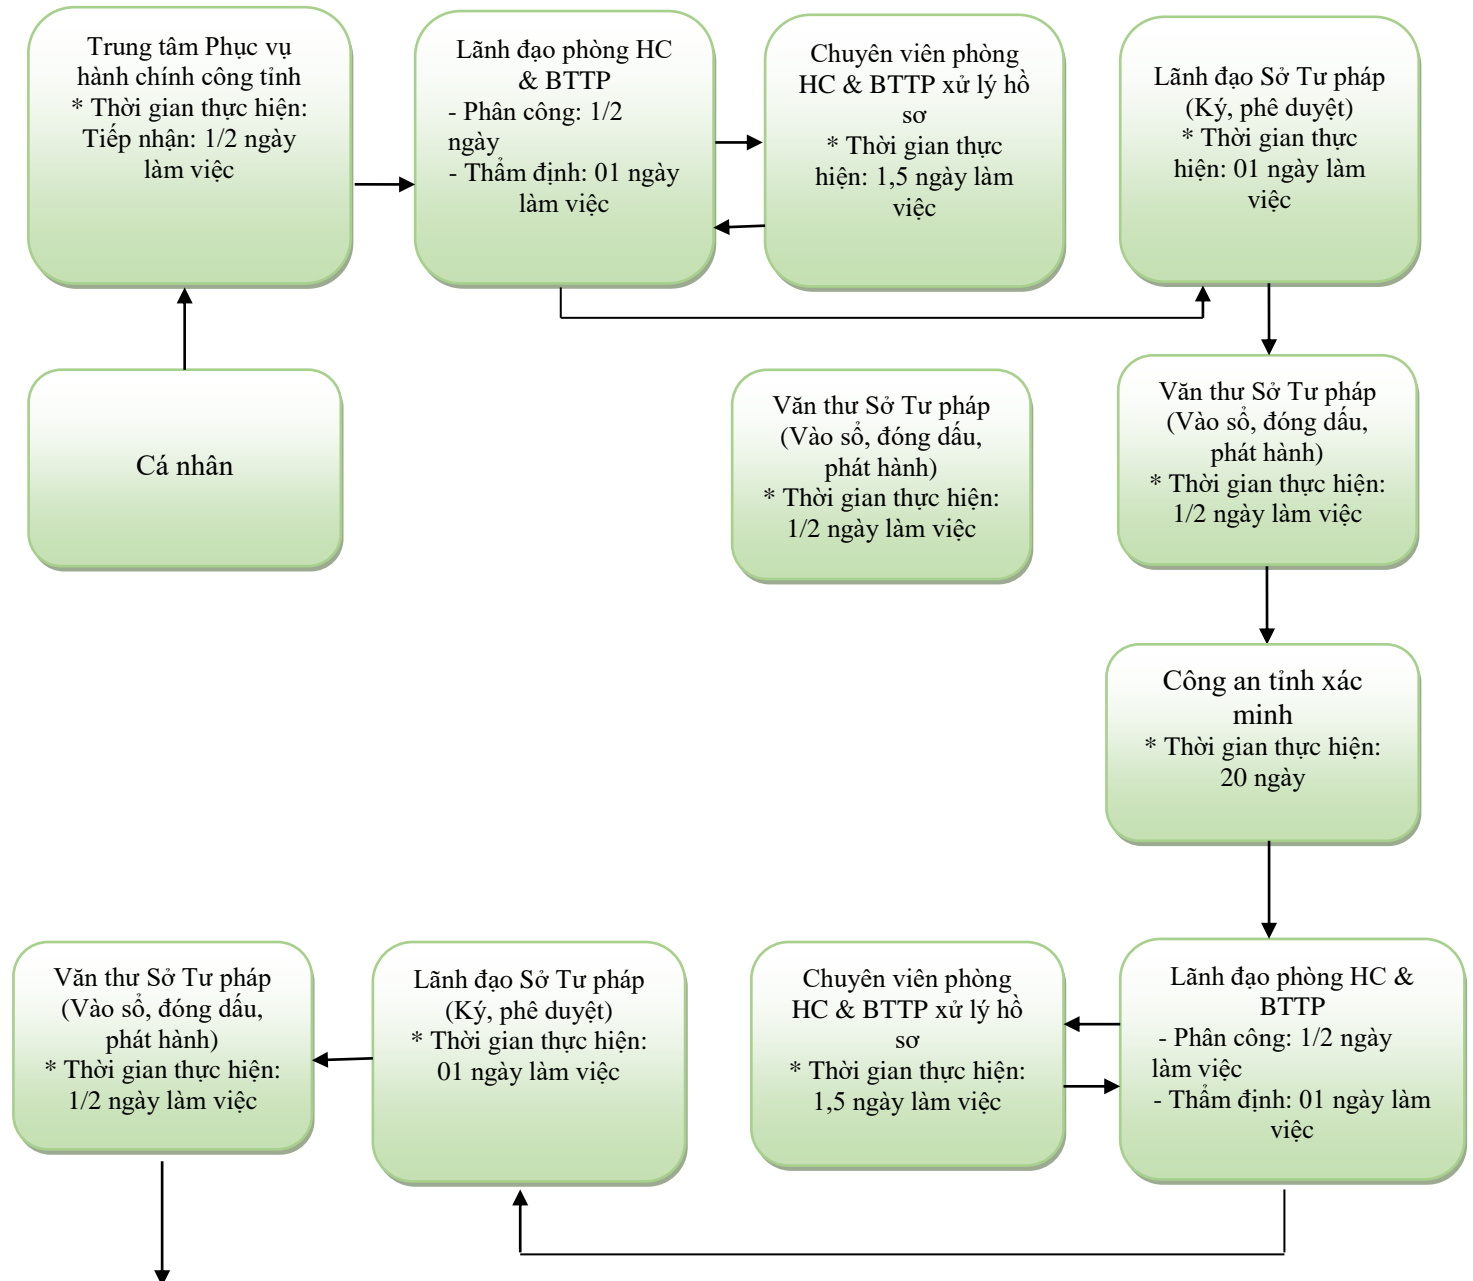 Trung tâm Phục vụ
hành chính công tỉnh
* Thời gian thực hiện:
Tiếp nhận: 1/2 ngày
làm việc
Lãnh đạo phòng HC
& BTTP
- Phân công: 1/2
ngày
- Thẩm định: 01 ngày
làm việc
Chuyên viên phòng
HC & BTTP xử lý hồ
sơ
* Thời gian thực
hiện: 1,5 ngày làm
việc
Lãnh đạo Sở Tư pháp
(Ký, phê duyệt)
* Thời gian thực
hiện: 01 ngày làm
việc
Cá nhân
Văn thư Sở Tư pháp
(Vào sổ, đóng dấu,
phát hành)
* Thời gian thực hiện:
1/2 ngày làm việc
Văn thư Sở Tư pháp
(Vào sổ, đóng dấu,
phát hành)
* Thời gian thực hiện:
1/2 ngày làm việc
Công an tỉnh xác
minh
* Thời gian thực hiện:
20 ngày
Văn thư Sở Tư pháp
(Vào sổ, đóng dấu,
phát hành)
* Thời gian thực hiện:
1/2 ngày làm việc
Lãnh đạo Sở Tư pháp
(Ký, phê duyệt)
* Thời gian thực hiện:
01 ngày làm việc
Chuyên viên phòng
HC & BTTP xử lý hồ
sơ
* Thời gian thực hiện:
1,5 ngày làm việc
Lãnh đạo phòng HC &
BTTP
- Phân công: 1/2 ngày
làm việc
- Thẩm định: 01 ngày làm
việc